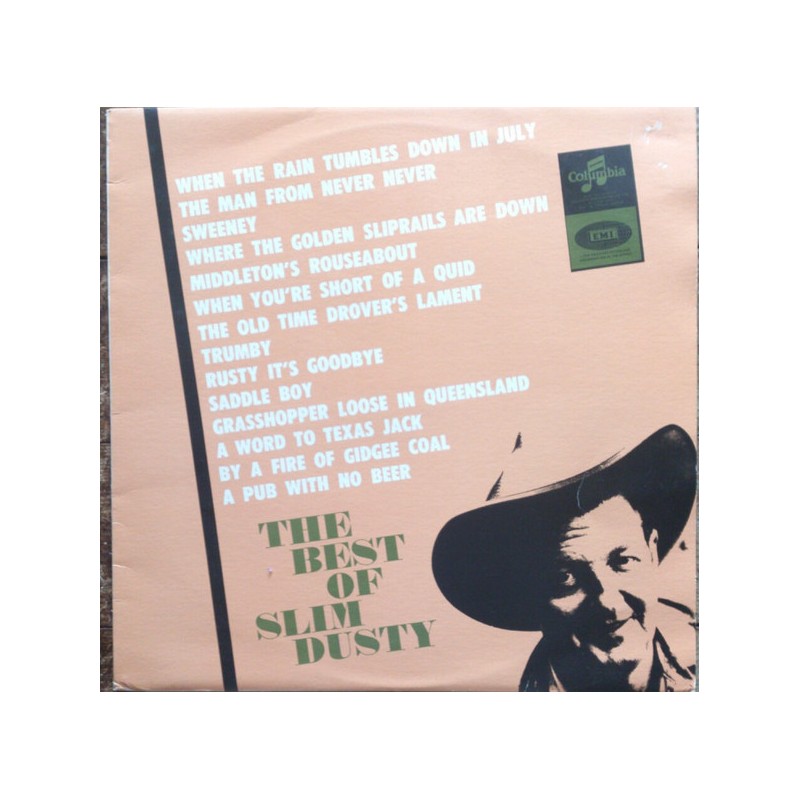 WHEN THE RAIN TUMBLES DOWN IN JULY
THE MAN FROM NEVER NEVER
SWEENEY
WHERE THE GOLDEN SLIPRAILS ARE DOWN
MIDDLETON'S ROUSEABOUT
WHEN YOU'RE SHORT OF A QUID
THE OLD TIME DROVER'S LAMENT
TRUMBY
RUSTY IT'S GOODBYE
SADDLE BOY
GRASSHOPPER LOOSE IN QUEENSLAND
A WORD TO TEXAS JACK
BY A FIRE OF GIDGEE COAL
A PUB WITH NO BEER
Columbia
EMI
THE
BEST
OF
SLIM
DUSTY